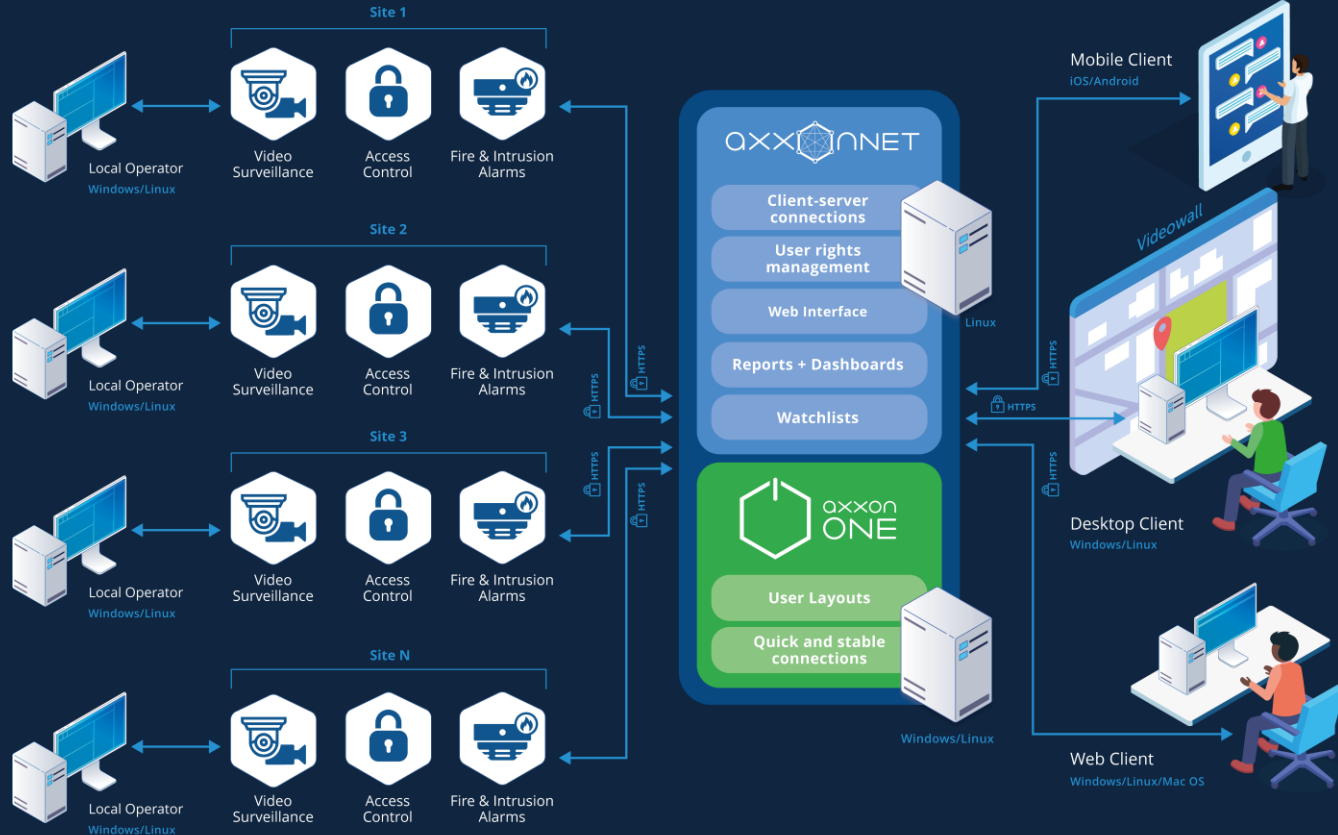 Site 1
Local Operator
Windows/Linux
Video
Surveillance
Access
Control
Fire & Intrusion
Alarms
Site 2
Local Operator
Windows/Linux
Video
Surveillance
Access
Control
Fire & Intrusion
Alarms
Site 3
Local Operator
Windows/Linux
Video
Surveillance
Access
Control
Fire & Intrusion
Alarms
Site N
Local Operator
Windows/Linux
Video
Surveillance
Access
Control
Fire & Intrusion
Alarms
HTTPS
HTTPS
HTTPS
HTTPS
axxonnet
Client-server
connections
User rights
management
Web Interface
Reports + Dashboards
Watchlists
Linux
axxon
ONE
User Layouts
Quick and stable
connections
Windows/Linux
HTTPS
HTTPS
HTTPS
Mobile Client
iOS/Android
Videowall
Desktop Client
Windows/Linux
Web Client
Windows/Linux/Mac OS